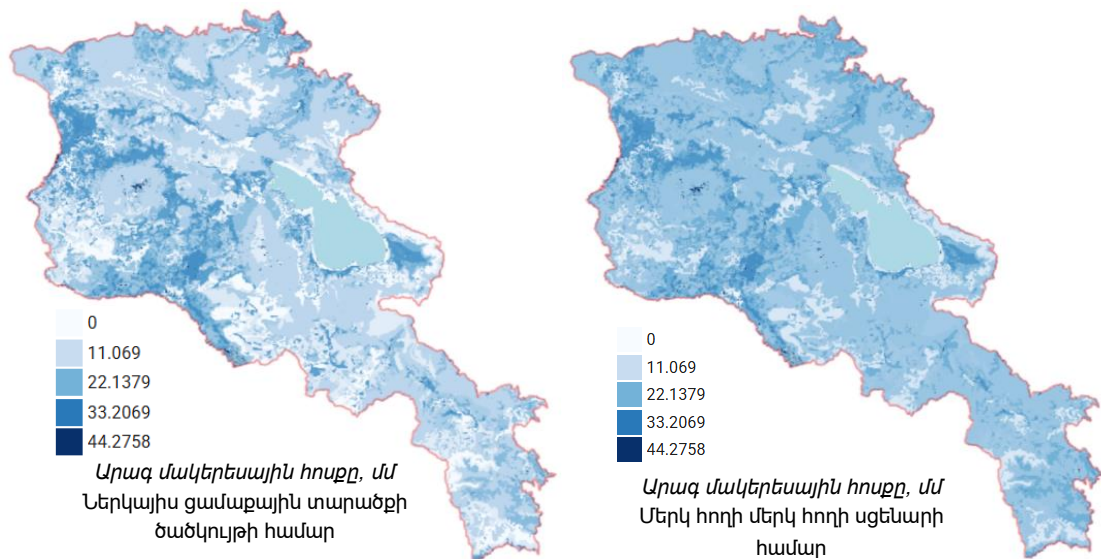 0
11.069
22.1379
33.2069
44.2758
Արագ մակերեսային հոսքը, մմ
Ներկայիս ցամաքային տարածքի
ծածկույթի համար
0
11.069
22.1379
33.2069
44.2758
Արագ մակերեսային հոսքը, մմ
Մերկ հողի մերկ հողի սցենարի
համար